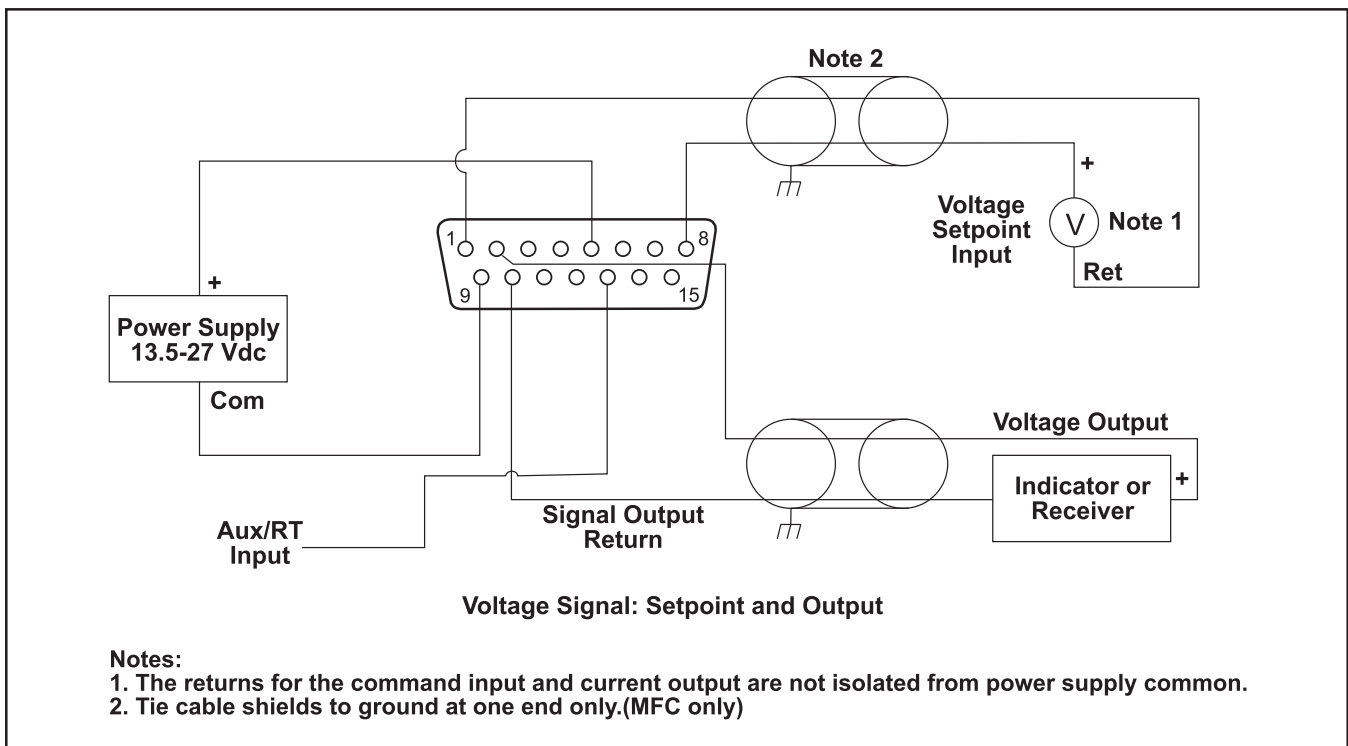 Note 2
1
8
+
Voltage
Setpoint
Input
V
Note 1
Ret
9
15
+
Power Supply
13.5-27 Vdc
Com
Voltage Output
+
Indicator or
Receiver
Signal Output
Return
Aux/RT
Input
Voltage Signal: Setpoint and Output
Notes:
1. The returns for the command input and current output are not isolated from power supply common.
2. Tie cable shields to ground at one end only.(MFC only)